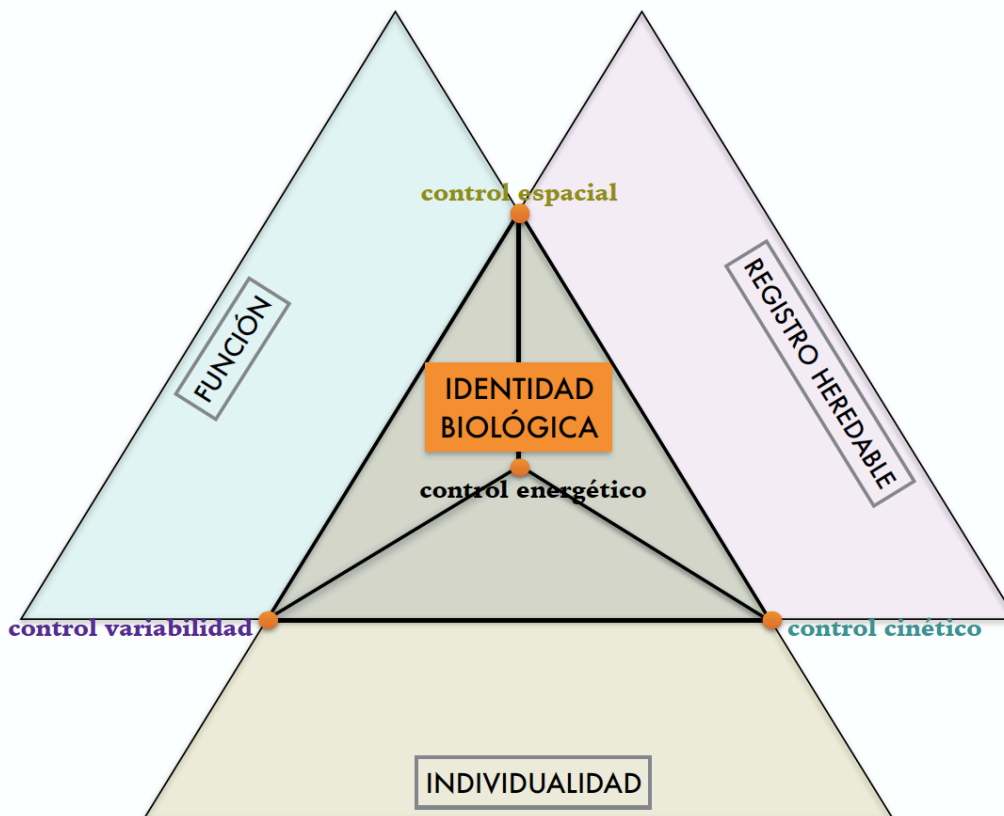 control espacial
FUNCIÓN
REGISTRO HEREDABLE
IDENTIDAD
BIOLÓGICA
control energético
control variabilidad
control cinético
INDIVIDUALIDAD